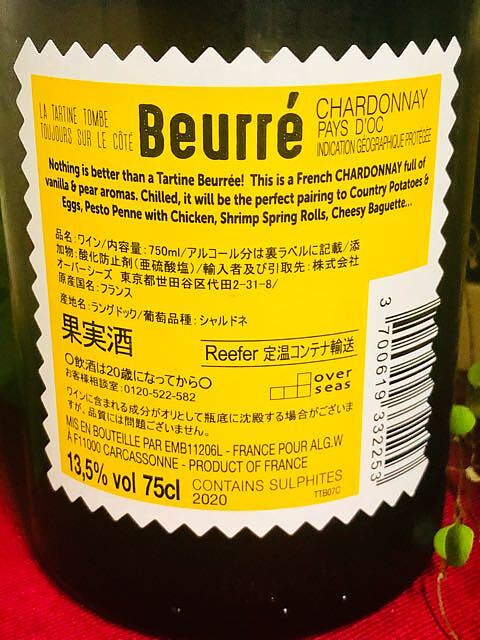 LA TARTINE TOMBE
TOUJOURS SUR LE CÔTÉ
Beurré
CHARDONNAY
PAYS D'OC
INDICATION GÉOGRAPHIQUE PROTÉGÉE
Nothing is better than a Tartine Beurrée! This is a French CHARDONNAY full of
vanilla & pear aromas. Chilled, it will be the perfect pairing to Country Potatoes &
Eggs, Pesto Penne with Chicken, Shrimp Spring Rolls, Cheesy Baguette...
品名:ワイン/内容量:750ml/アルコール分は裏ラベルに記載/添
加物:酸化防止剤(亜硫酸塩)/輸入者及び引取先:株式会社
オーバーシーズ 東京都世田谷区代田2-31-8/
原産国名:フランス
産地名:ラングドック/葡萄品種:シャルドネ
果実酒
Reefer 定温コンテナ輸送
○飲酒は20歳になってから○
お客様相談室:0120-522-582
over
seas
ワインに含まれる成分がオリとして瓶底に沈殿する場合がございま
すが、品質には問題ございません。
MIS EN BOUTEILLE PAR EMB11206L - FRANCE POUR ALG.W
À F11000 CARCASSONNE - PRODUCT OF FRANCE
13,5% vol 75cl
CONTAINS SULPHITES
2020
TTB07C
3 700619 332253